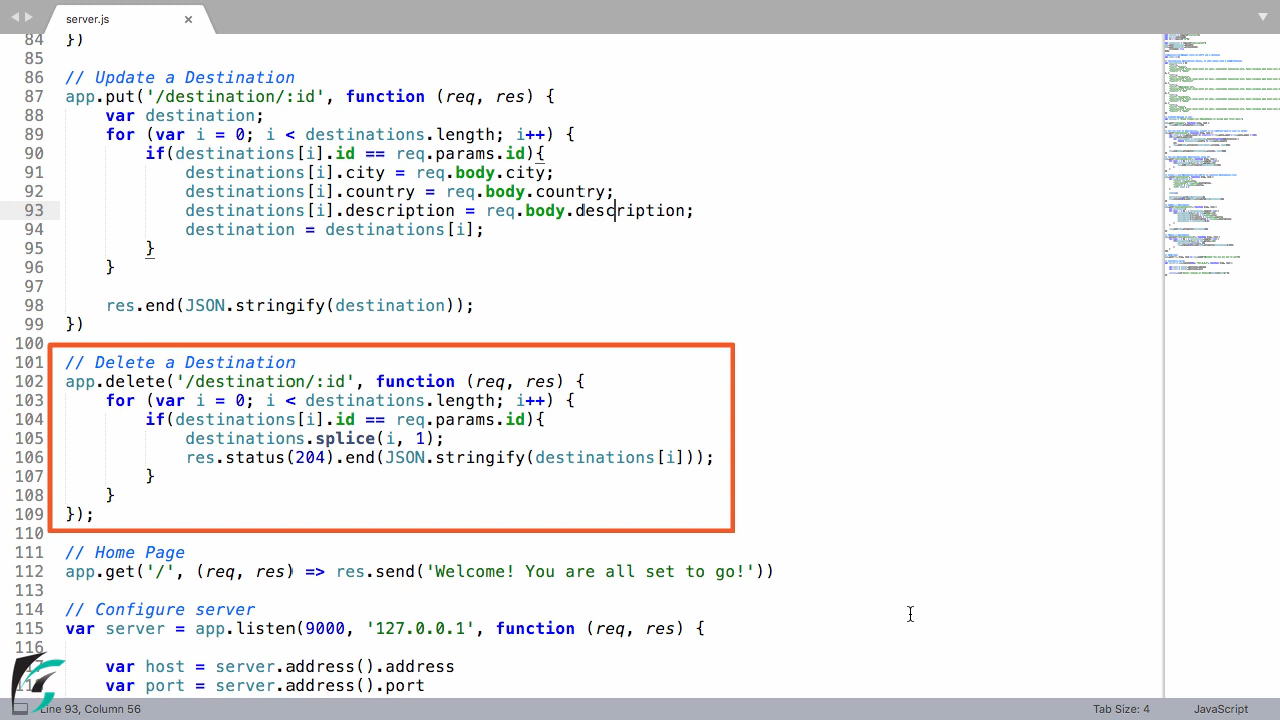 server.js
84 })
85
86 // Update a Destination
87 app.put('/destination/:id', function (req, res) {
88 var destination;
89 for (var i = 0; i < destinations.length; i++) {
90 if(destinations[i].id == req.params.id){
91 destinations[i].city = req.body.city;
92 destinations[i].country = req.body.country;
93 destinations[i].description = req.body.description;
94 destination = destinations[i];
95 }
96 }
97
98 res.end(JSON.stringify(destination));
99 })
100
101 // Delete a Destination
102 app.delete('/destination/:id', function (req, res) {
103 for (var i = 0; i < destinations.length; i++) {
104 if(destinations[i].id == req.params.id){
105 destinations.splice(i, 1);
106 res.status(204).end(JSON.stringify(destinations[i]));
107 }
108 }
109 });
110
111 // Home Page
112 app.get('/', (req, res) => res.send('Welcome! You are all set to go!'))
113
114 // Configure server
115 var server = app.listen(9000, '127.0.0.1', function (req, res) {
116
var host = server.address().address
var port = server.address().port
Line 93, Column 56
Tab Size: 4
JavaScript